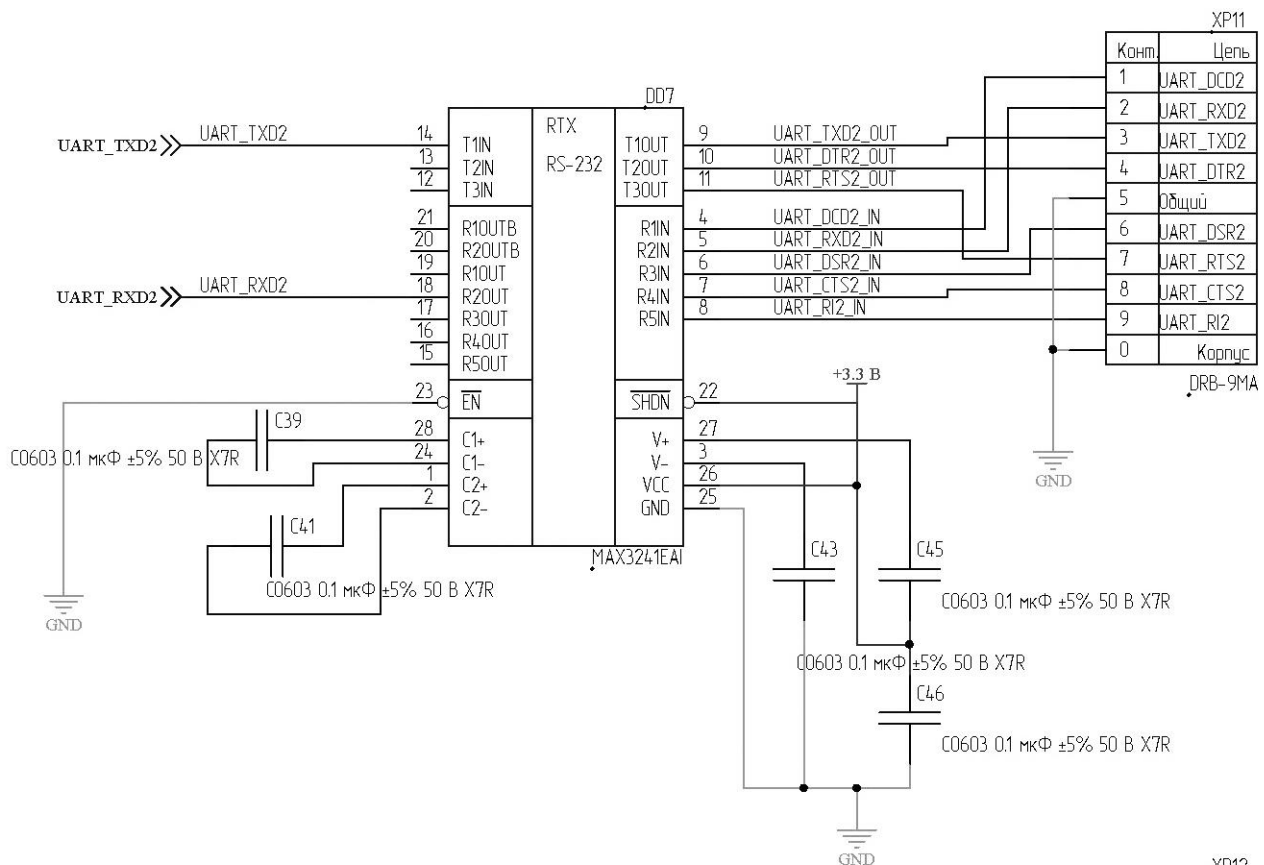 XP11
Конт. Цепь
1 UART_DCD2
2 UART_RXD2
3 UART_TXD2
4 UART_DTR2
5 Общий
6 UART_DSR2
7 UART_RTS2
8 UART_CTS2
9 UART_RI2
0 Корпус
DRB-9MA
DD7
RTX
RS-232
UART_TXD2 UART_TXD2 14 T1IN
13 T2IN
12 T3IN
21 R1OUTB
20 R2OUTB
19 R1OUT
UART_RXD2 UART_RXD2 18 R2OUT
17 R3OUT
16 R4OUT
15 R5OUT
23 EN
28 C1+
24 C1-
1 C2+
2 C2-
T1OUT 9 UART_TXD2_OUT
T2OUT 10 UART_DTR2_OUT
T3OUT 11 UART_RTS2_OUT
R1IN 4 UART_DCD2_IN
R2IN 5 UART_RXD2_IN
R3IN 6 UART_DSR2_IN
R4IN 7 UART_CTS2_IN
R5IN 8 UART_RI2_IN
SHDN 22
V+ 27
V- 3
VCC 26
GND 25
MAX3241EAI
+3.3 В
GND
C39
C0603 0.1 мкФ ±5% 50 В X7R
C41
C0603 0.1 мкФ ±5% 50 В X7R
GND
C43
C0603 0.1 мкФ ±5% 50 В X7R
C45
C0603 0.1 мкФ ±5% 50 В X7R
C46
C0603 0.1 мкФ ±5% 50 В X7R
GND